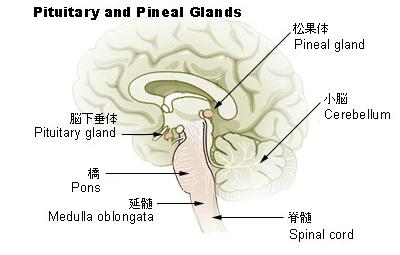 Pituitary and Pineal Glands
松果体
Pineal gland
小脳
Cerebellum
脳下垂体
Pituitary gland
橋
Pons
延髄
Medulla oblongata
脊髄
Spinal cord